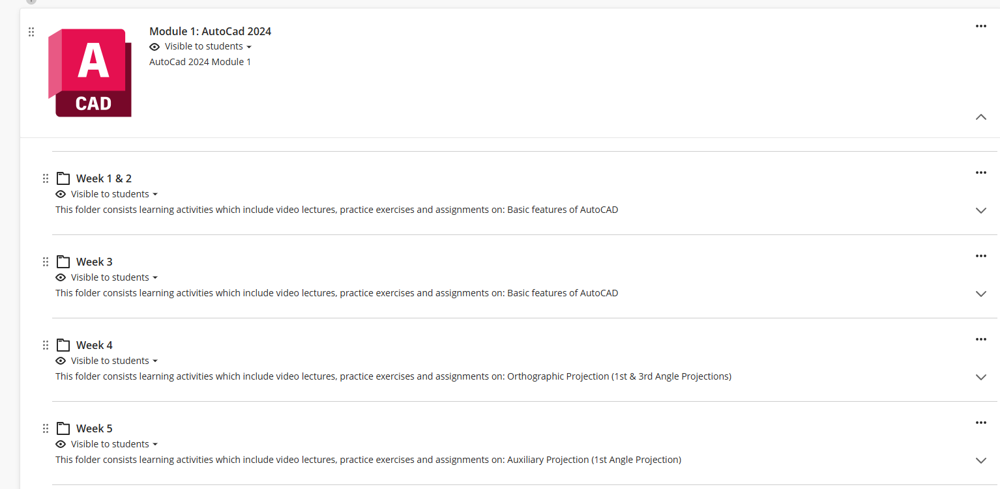 Module 1: AutoCad 2024
Visible to students
AutoCad 2024 Module 1
A
CAD
Week 1 & 2
Visible to students
This folder consists learning activities which include video lectures, practice exercises and assignments on: Basic features of AutoCAD
Week 3
Visible to students
This folder consists learning activities which include video lectures, practice exercises and assignments on: Basic features of AutoCAD
Week 4
Visible to students
This folder consists learning activities which include video lectures, practice exercises and assignments on: Orthographic Projection (1st & 3rd Angle Projections)
Week 5
Visible to students
This folder consists learning activities which include video lectures, practice exercises and assignments on: Auxiliary Projection (1st Angle Projection)